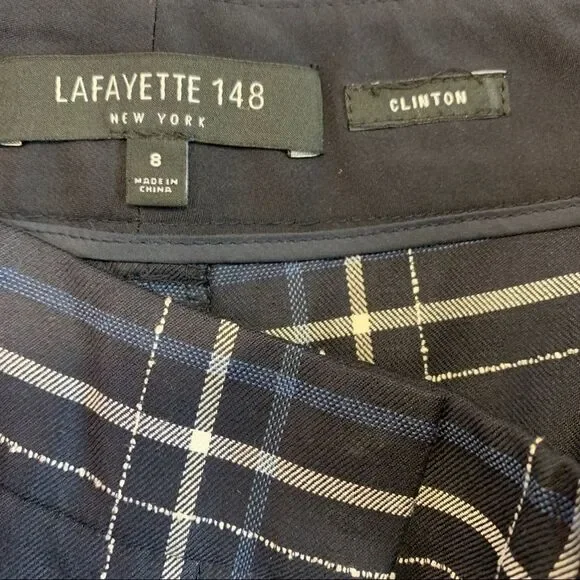 LAFAYETTE 148
NEW YORK
CLINTON
8
MADE IN
CHINA